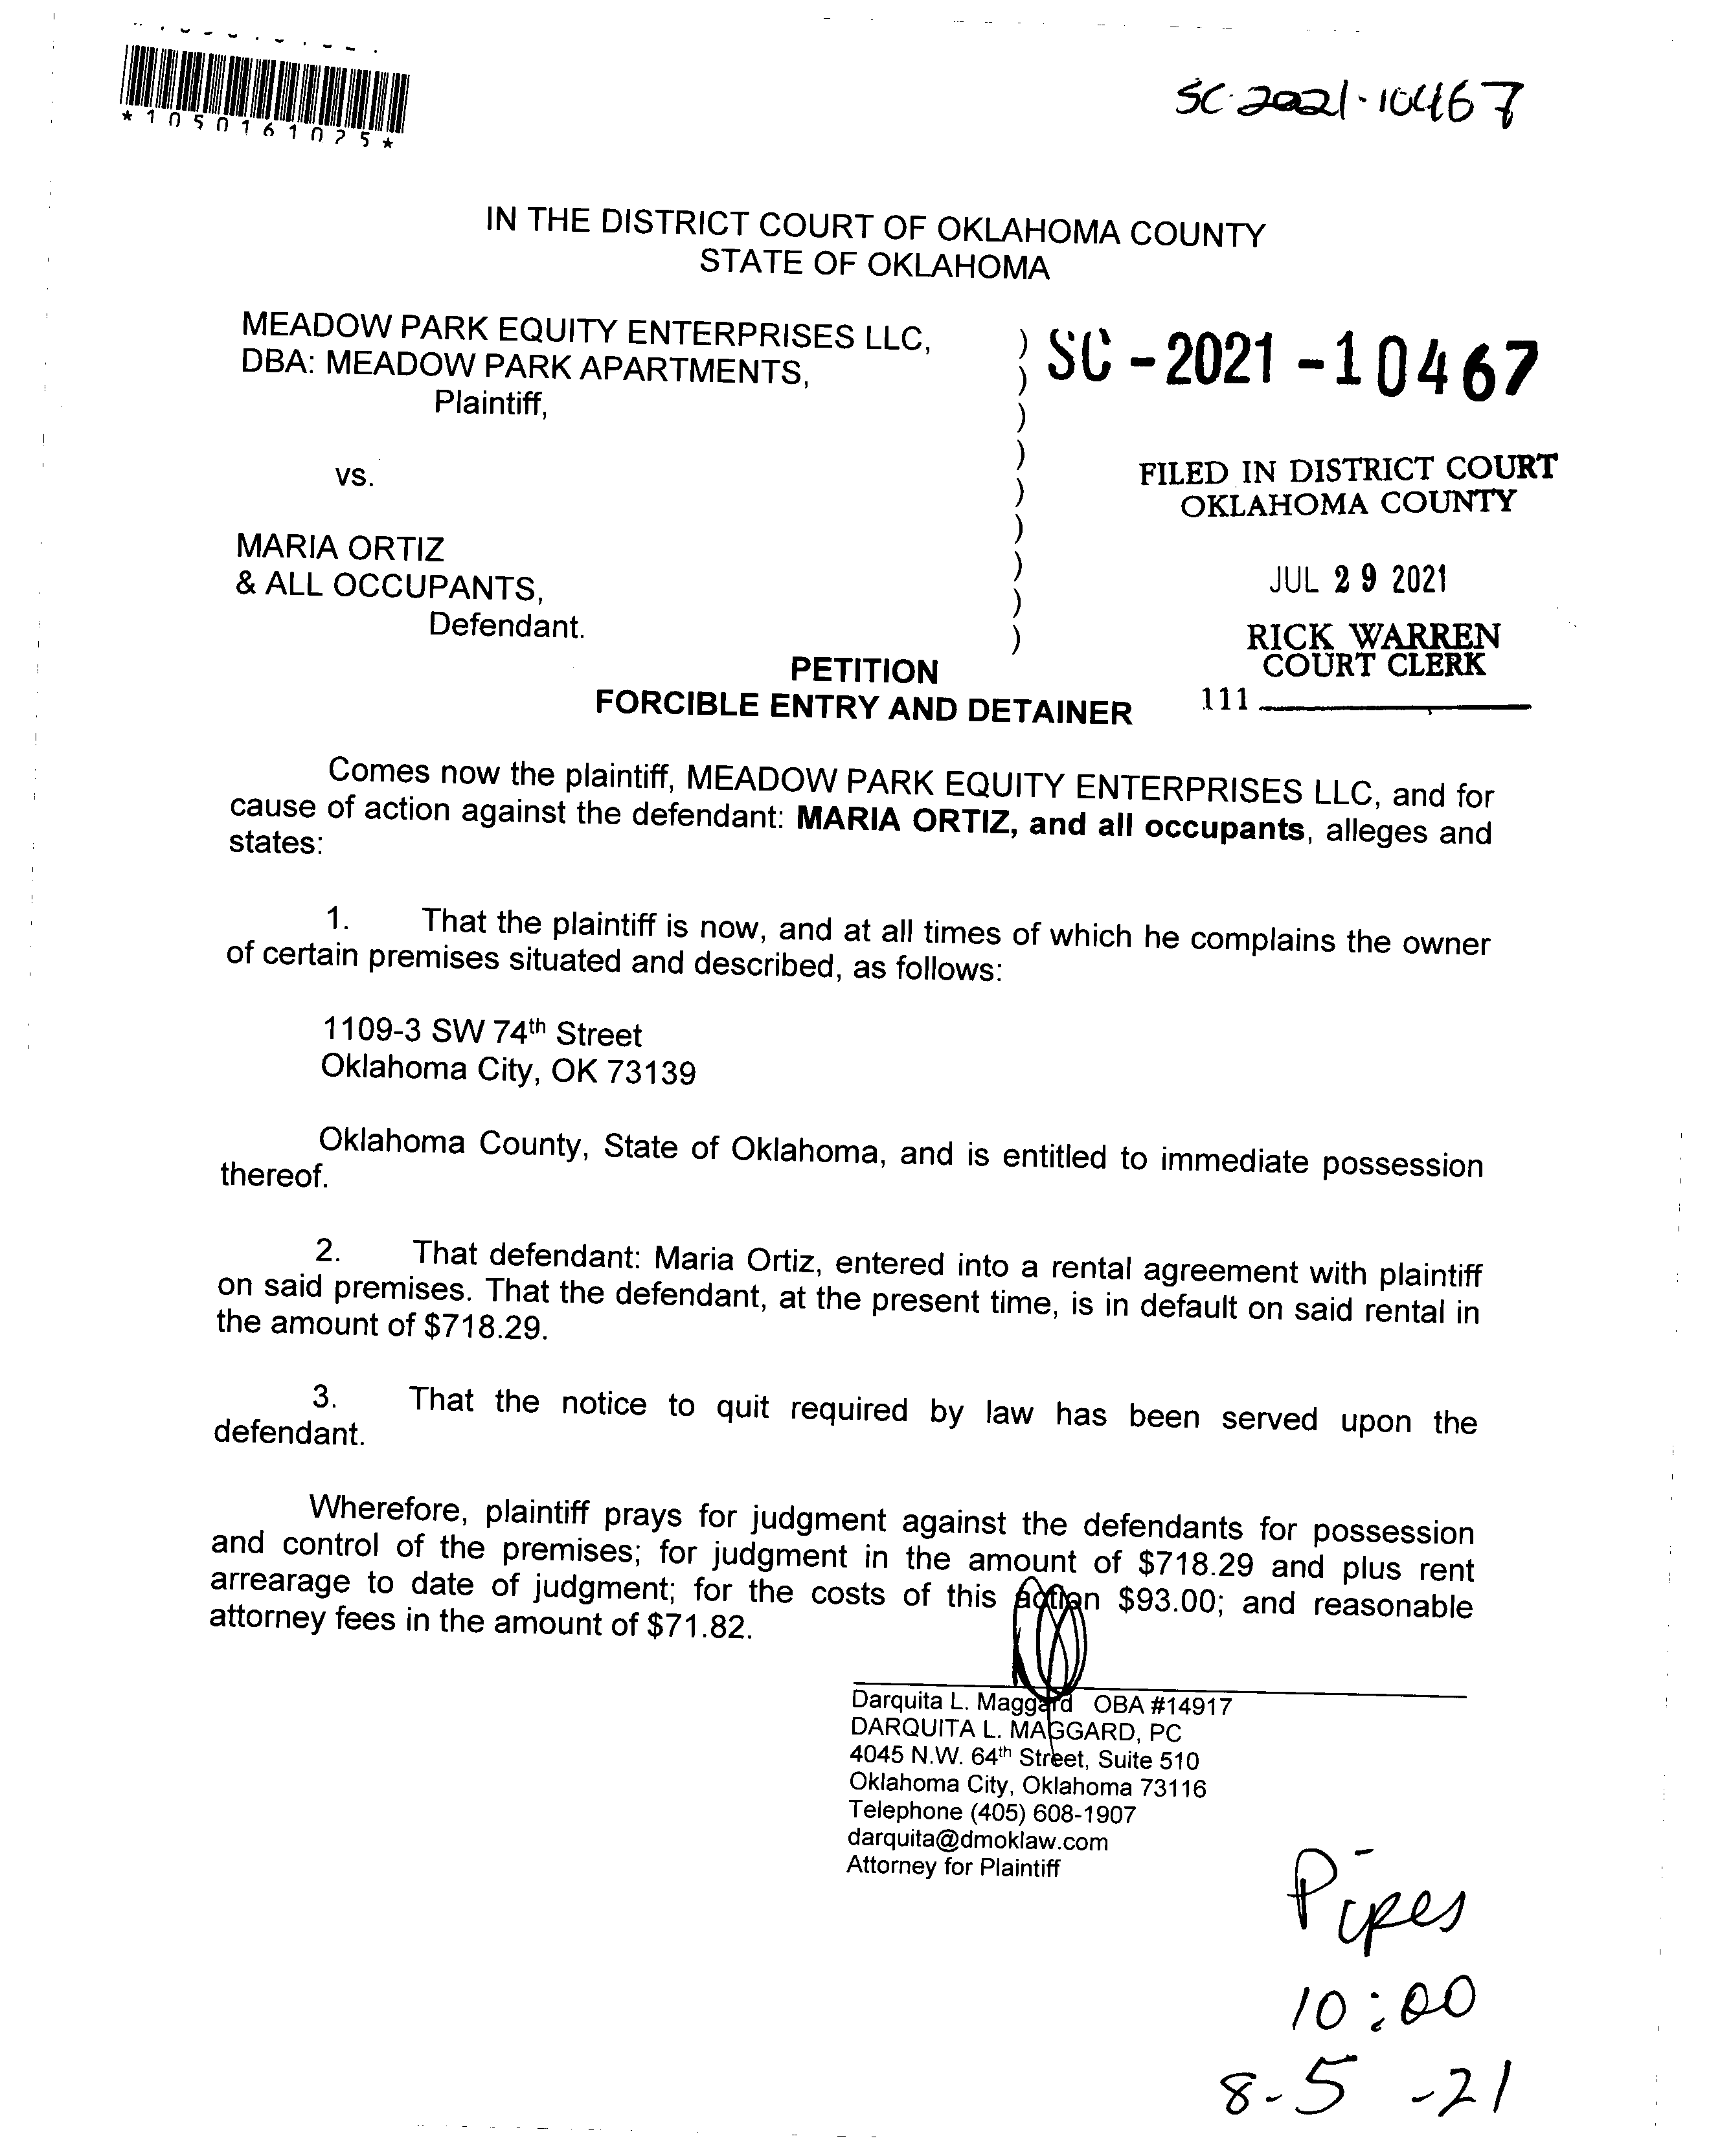 *1050161025*
SC-2021-10467
IN THE DISTRICT COURT OF OKLAHOMA COUNTY
STATE OF OKLAHOMA
MEADOW PARK EQUITY ENTERPRISES LLC,
DBA: MEADOW PARK APARTMENTS,
Plaintiff,
vs.
MARIA ORTIZ
& ALL OCCUPANTS,
Defendant.
)
)
)
)
)
)
)
)
)
SC-2021-10467
FILED IN DISTRICT COURT
OKLAHOMA COUNTY
JUL 29 2021
RICK WARREN
COURT CLERK
111
PETITION
FORCIBLE ENTRY AND DETAINER
Comes now the plaintiff, MEADOW PARK EQUITY ENTERPRISES LLC, and for
cause of action against the defendant: MARIA ORTIZ, and all occupants, alleges and
states:
1. That the plaintiff is now, and at all times of which he complains the owner
of certain premises situated and described, as follows:
1109-3 SW 74th Street
Oklahoma City, OK 73139
Oklahoma County, State of Oklahoma, and is entitled to immediate possession
thereof.
2. That defendant: Maria Ortiz, entered into a rental agreement with plaintiff
on said premises. That the defendant, at the present time, is in default on said rental in
the amount of $718.29.
3. That the notice to quit required by law has been served upon the
defendant.
Wherefore, plaintiff prays for judgment against the defendants for possession
and control of the premises; for judgment in the amount of $718.29 and plus rent
arrearage to date of judgment; for the costs of this action $93.00; and reasonable
attorney fees in the amount of $71.82.
Darquita L. Maggard OBA #14917
DARQUITA L. MAGGARD, PC
4045 N.W. 64th Street, Suite 510
Oklahoma City, Oklahoma 73116
Telephone (405) 608-1907
darquita@dmoklaw.com
Attorney for Plaintiff
Pipes
10:00
8-5-21